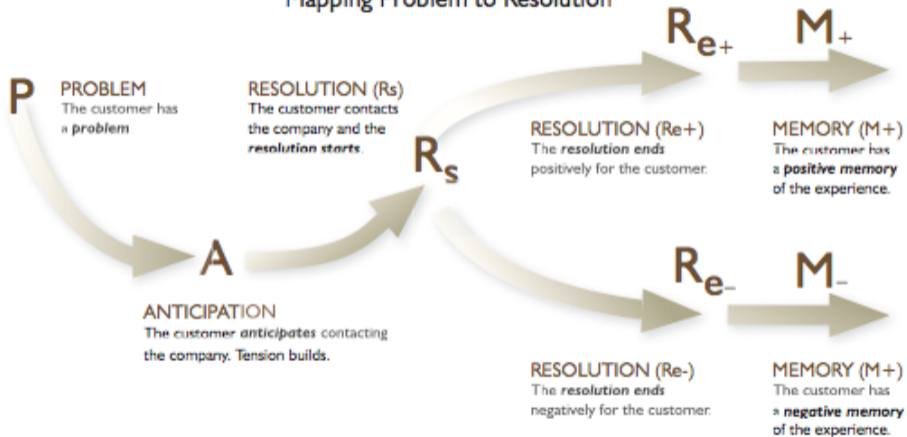 Mapping Problem to Resolution
P
PROBLEM
The customer has
a problem
RESOLUTION (Rs)
The customer contacts
the company and the
resolution starts.
Rs
A
ANTICIPATION
The customer anticipates contacting
the company. Tension builds.
Re+
M+
RESOLUTION (Re+)
The resolution ends
positively for the customer.
MEMORY (M+)
The customer has
a positive memory
of the experience.
Re-
M-
RESOLUTION (Re-)
The resolution ends
negatively for the customer.
MEMORY (M+)
The customer has
a negative memory
of the experience.